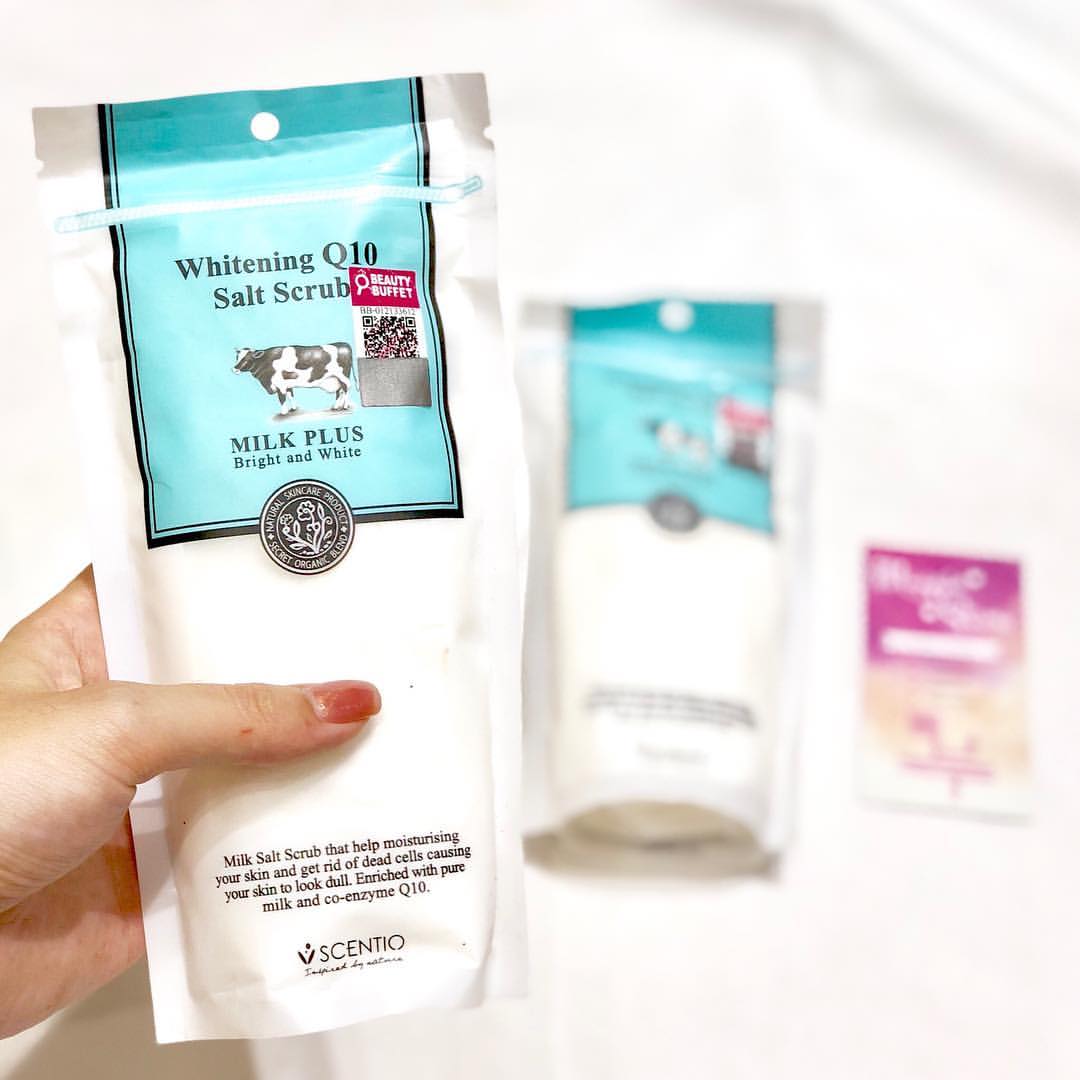 Whitening Q10
Salt Scrub
BEAUTY
BUFFET
BB-012133612
MILK PLUS
Bright and White
NATURAL SKINCARE PRODUCT
SECRET ORGANIC BLEND
Milk Salt Scrub that help moisturising
your skin and get rid of dead cells causing
your skin to look dull. Enriched with pure
milk and co-enzyme Q10.
SCENTIO
Inspired by nature